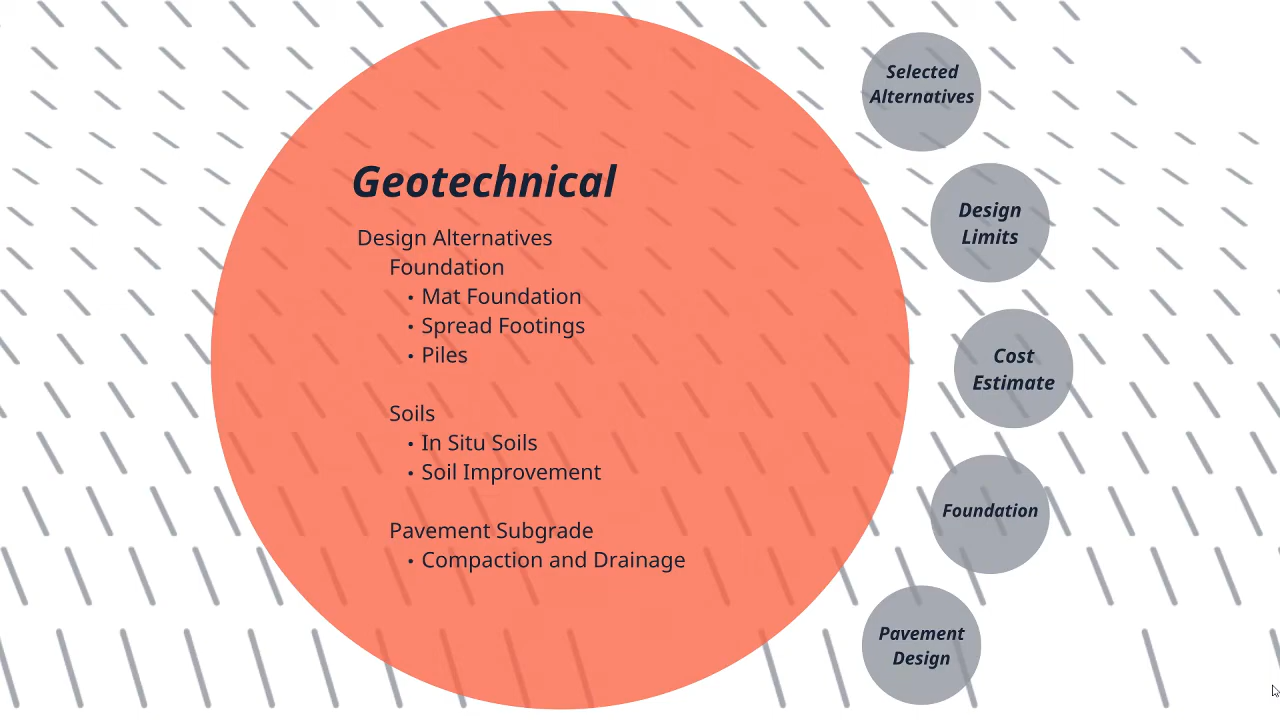 Geotechnical
Design Alternatives
Foundation
• Mat Foundation
• Spread Footings
• Piles
Soils
• In Situ Soils
• Soil Improvement
Pavement Subgrade
• Compaction and Drainage
Selected
Alternatives
Design
Limits
Cost
Estimate
Foundation
Pavement
Design